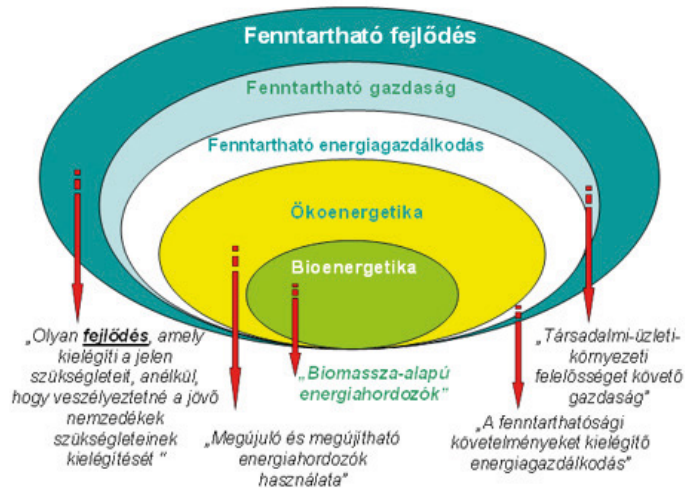 Fenntartható fejlődés
Fenntartható gazdaság
Fenntartható energiagazdálkodás
Ökoenergetika
Bioenergetika
„Olyan fejlődés, amely
kielégíti a jelen
szükségleteit, anélkül,
hogy veszélyeztetné a jövő
nemzedékek
szükségleteinek
kielégítését “
„Megújuló és megújítható
energiahordozók
használata”
„Biomassza-alapú
energiahordozók”
„A fenntarthatósági
követelményeket kielégítő
energiagazdálkodás”
„Társadalmi-üzleti-
környezeti
felelősséget követő
gazdaság”